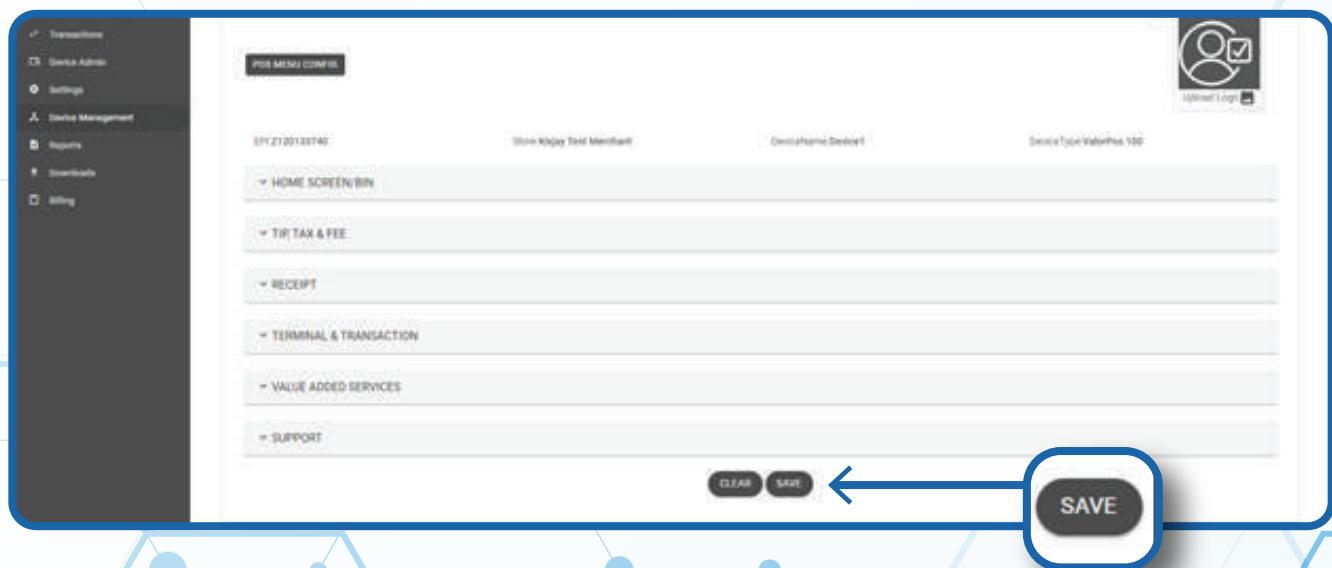 Transactions
Device Admin
Settings
Device Management
Reports
Downloads
Billing
POS MENU CONFIG
Upload Logo
EPI:2120133740 Store: Test Merchant DeviceName:Device1 DeviceType:ValorPos 100
HOME SCREEN/BIN
TIP, TAX & FEE
RECEIPT
TERMINAL & TRANSACTION
VALUE ADDED SERVICES
SUPPORT
CLEAR SAVE
SAVE